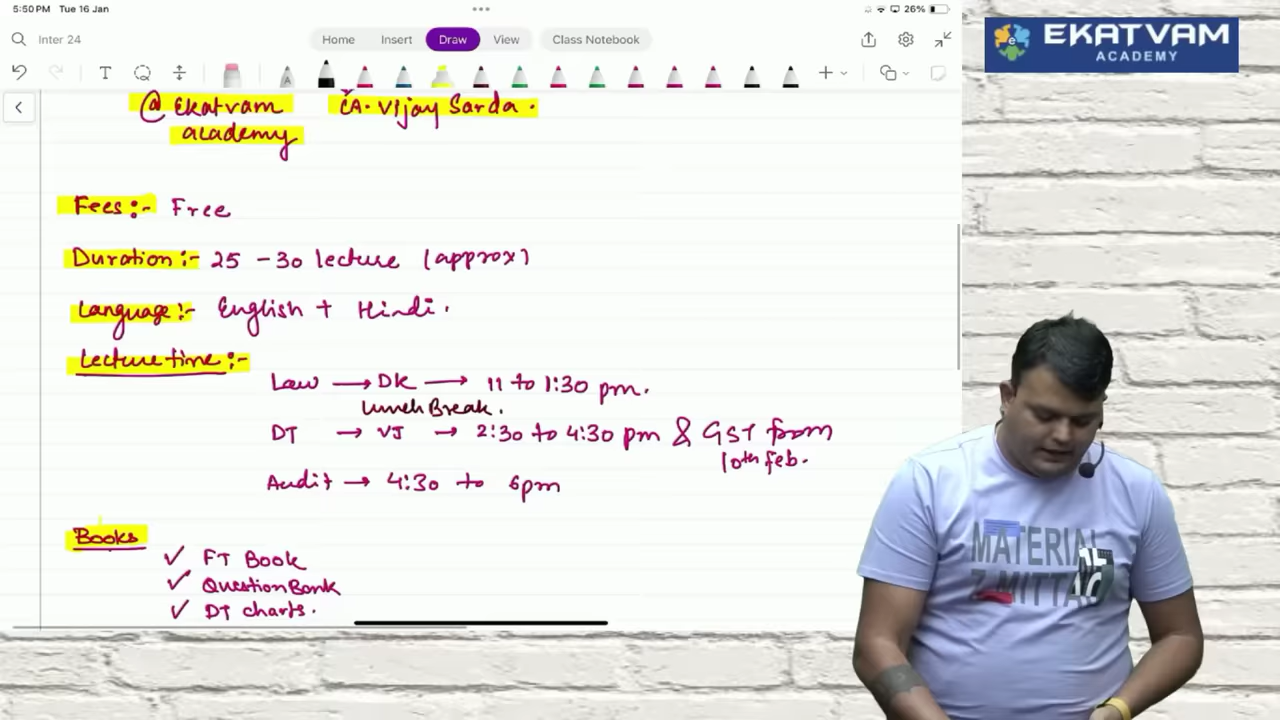 5:50 PM Tue 16 Jan
26%
Inter 24
Home Insert Draw View Class Notebook
EKATVAM
ACADEMY
@ Ekatvam CA. Vijay Sarda.
academy
Fees:- Free
Duration:- 25 - 30 lecture (approx)
Language:- English + Hindi.
Lecture time:-
Law → DK → 11 to 1:30 pm.
Lunch Break.
DT → VJ → 2:30 to 4:30 pm & GST from
10th feb.
Audit → 4:30 to 6pm
Books
✓ FT Book
✓ Question Bank
✓ DT charts.
MATERIAL